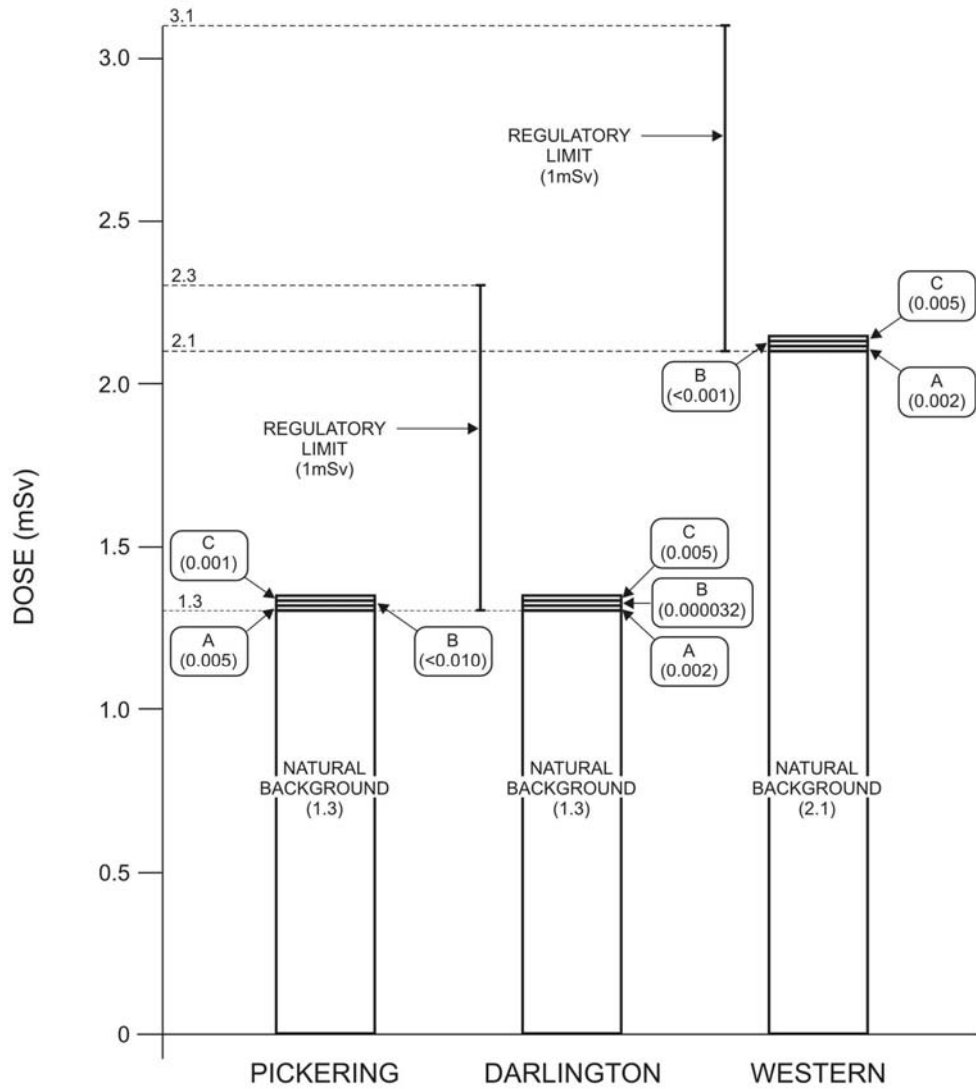 3.1
3.0
REGULATORY
LIMIT
(1mSv)
2.5
2.3
C
(0.005)
2.1
B
(<0.001)
A
(0.002)
2.0
REGULATORY
LIMIT
(1mSv)
DOSE (mSv)
C
(0.001)
C
(0.005)
1.5
B
(0.000032)
1.3
A
(0.005)
B
(<0.010)
A
(0.002)
1.0
NATURAL
BACKGROUND
(1.3)
NATURAL
BACKGROUND
(1.3)
NATURAL
BACKGROUND
(2.1)
0.5
0
PICKERING
DARLINGTON
WESTERN